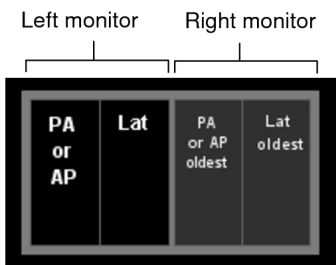 Left monitor Right monitor
PA
or
AP
Lat
PA
or AP
oldest
Lat
oldest